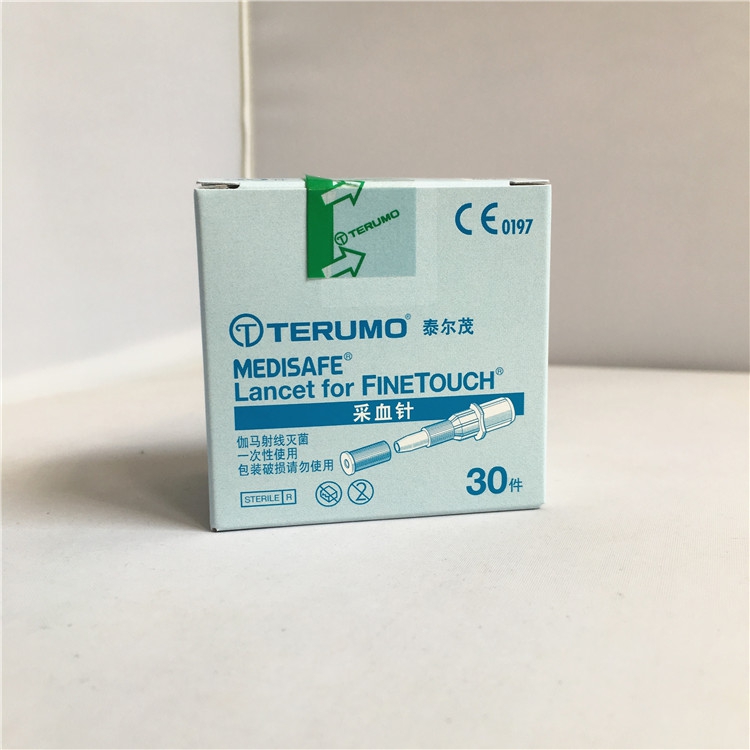 TERUMO
CE 0197
TERUMO® 泰尔茂
MEDISAFE®
Lancet for FINETOUCH®
采血针
伽马射线灭菌
一次性使用
包装破损请勿使用
STERILE R
2
30件